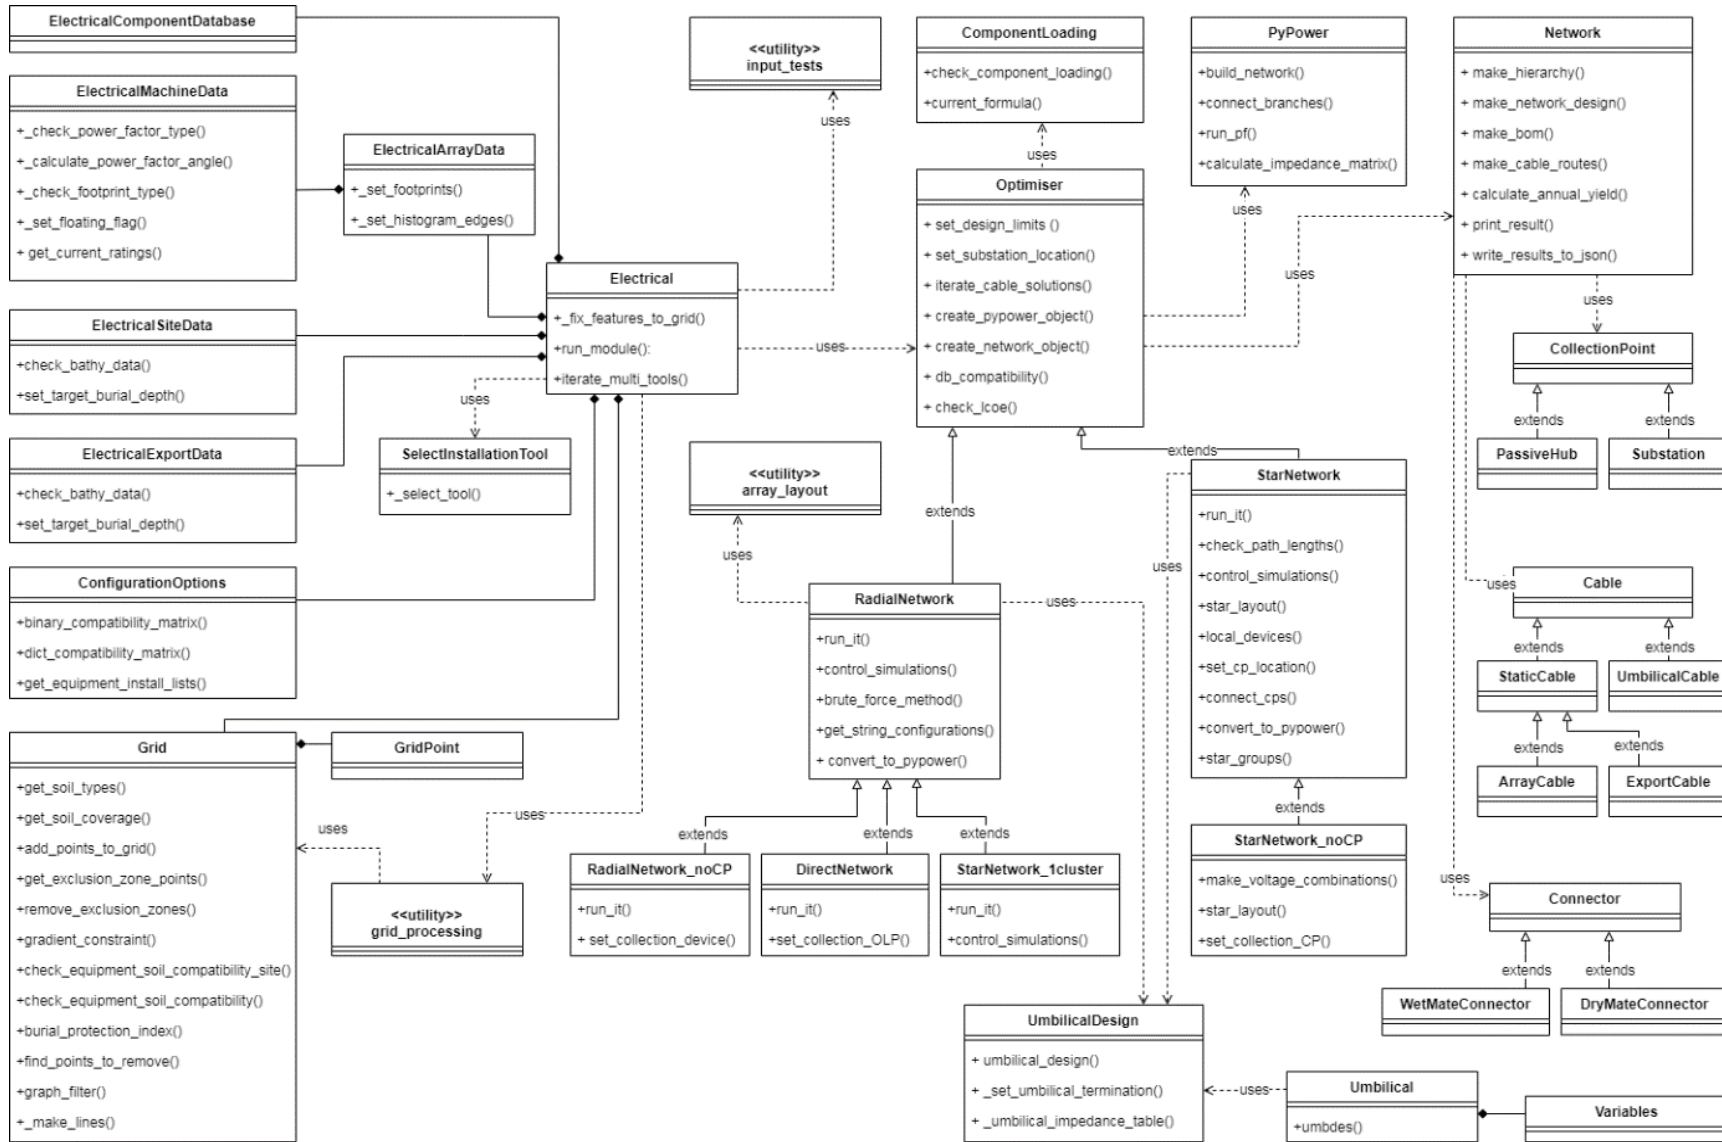 ElectricalComponentDatabase
ElectricalMachineData
+_check_power_factor_type()
+_calculate_power_factor_angle()
+_check_footprint_type()
+_set_floating_flag()
+ get_current_ratings()
ElectricalArrayData
+_set_footprints()
+_set_histogram_edges()
ElectricalSiteData
+check_bathy_data()
+set_target_burial_depth()
ElectricalExportData
+check_bathy_data()
+set_target_burial_depth()
ConfigurationOptions
+binary_compatibility_matrix()
+dict_compatibility_matrix()
+get_equipment_install_lists()
Grid
+get_soil_types()
+get_soil_coverage()
+add_points_to_grid()
+get_exclusion_zone_points()
+remove_exclusion_zones()
+gradient_constraint()
+check_equipment_soil_compatibility_site()
+check_equipment_soil_compatibility()
+burial_protection_index()
+find_points_to_remove()
+graph_filter()
+_make_lines()
GridPoint
uses
<<utility>>
grid_processing
uses
Electrical
+_fix_features_to_grid()
+run_module():
+iterate_multi_tools()
uses
SelectInstallationTool
+_select_tool()
<<utility>>
input_tests
uses
uses
<<utility>>
array_layout
uses
ComponentLoading
+check_component_loading()
+current_formula()
uses
Optimiser
+ set_design_limits ()
+ set_substation_location()
+ iterate_cable_solutions()
+ create_pypower_object()
+ create_network_object()
+ db_compatibility()
+ check_lcoe()
extends
extends
RadialNetwork
+run_it()
+control_simulations()
+brute_force_method()
+get_string_configurations()
+ convert_to_pypower()
uses
extends
extends
extends
RadialNetwork_noCP
+run_it()
+ set_collection_device()
DirectNetwork
+run_it()
+set_collection_OLP()
StarNetwork_1cluster
+run_it()
+control_simulations()
PyPower
+build_network()
+connect_branches()
+run_pf()
+calculate_impedance_matrix()
uses
uses
StarNetwork
+run_it()
+check_path_lengths()
+control_simulations()
+star_layout()
+local_devices()
+set_cp_location()
+connect_cps()
+convert_to_pypower()
+star_groups()
uses
extends
StarNetwork_noCP
+make_voltage_combinations()
+star_layout()
+set_collection_CP()
UmbilicalDesign
+ umbilical_design()
+ _set_umbilical_termination()
+ _umbilical_impedance_table()
uses
Umbilical
+umbdes()
Variables
Network
+ make_hierarchy()
+ make_network_design()
+ make_bom()
+ make_cable_routes()
+ calculate_annual_yield()
+ print_result()
+ write_results_to_json()
uses
CollectionPoint
extends
extends
PassiveHub
Substation
uses
Cable
extends
extends
StaticCable
UmbilicalCable
extends
extends
ArrayCable
ExportCable
uses
Connector
extends
extends
WetMateConnector
DryMateConnector